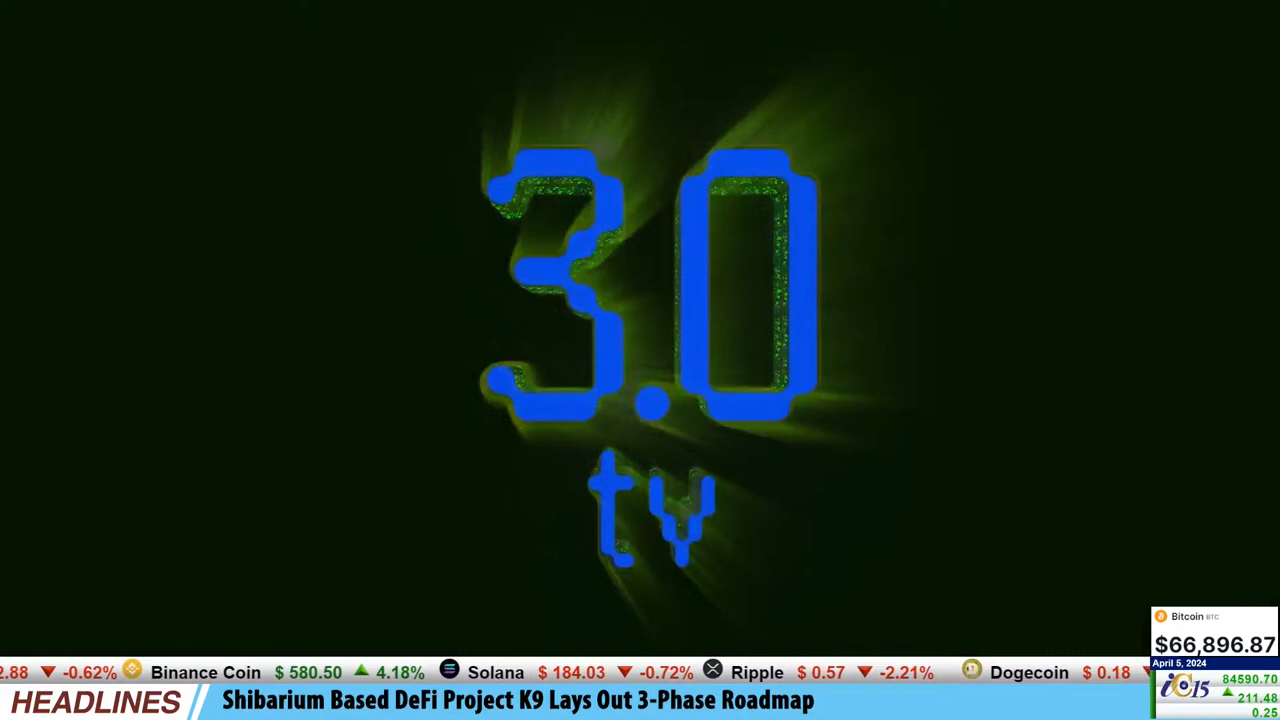 3.0
tv
Bitcoin BTC
$66,896.87
April 5, 2024
2.88 -0.62% Binance Coin $ 580.50 4.18% Solana $ 184.03 -0.72% Ripple $ 0.57 -2.21% Dogecoin $ 0.18
iC15 84590.70
211.48
0.25
HEADLINES Shibarium Based DeFi Project K9 Lays Out 3-Phase Roadmap